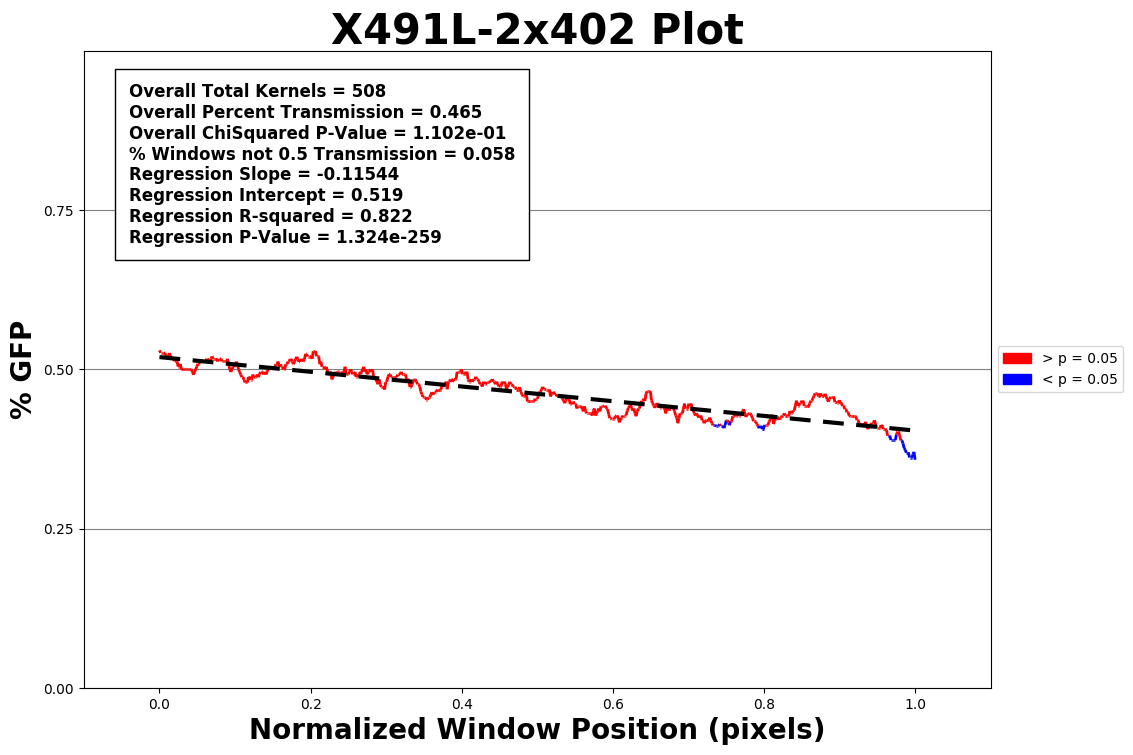 X491L-2x402 Plot
Overall Total Kernels = 508
Overall Percent Transmission = 0.465
Overall ChiSquared P-Value = 1.102e-01
% Windows not 0.5 Transmission = 0.058
Regression Slope = -0.11544
Regression Intercept = 0.519
Regression R-squared = 0.822
Regression P-Value = 1.324e-259
% GFP
0.75
0.50
0.25
0.00
> p = 0.05
< p = 0.05
0.0 0.2 0.4 0.6 0.8 1.0
Normalized Window Position (pixels)